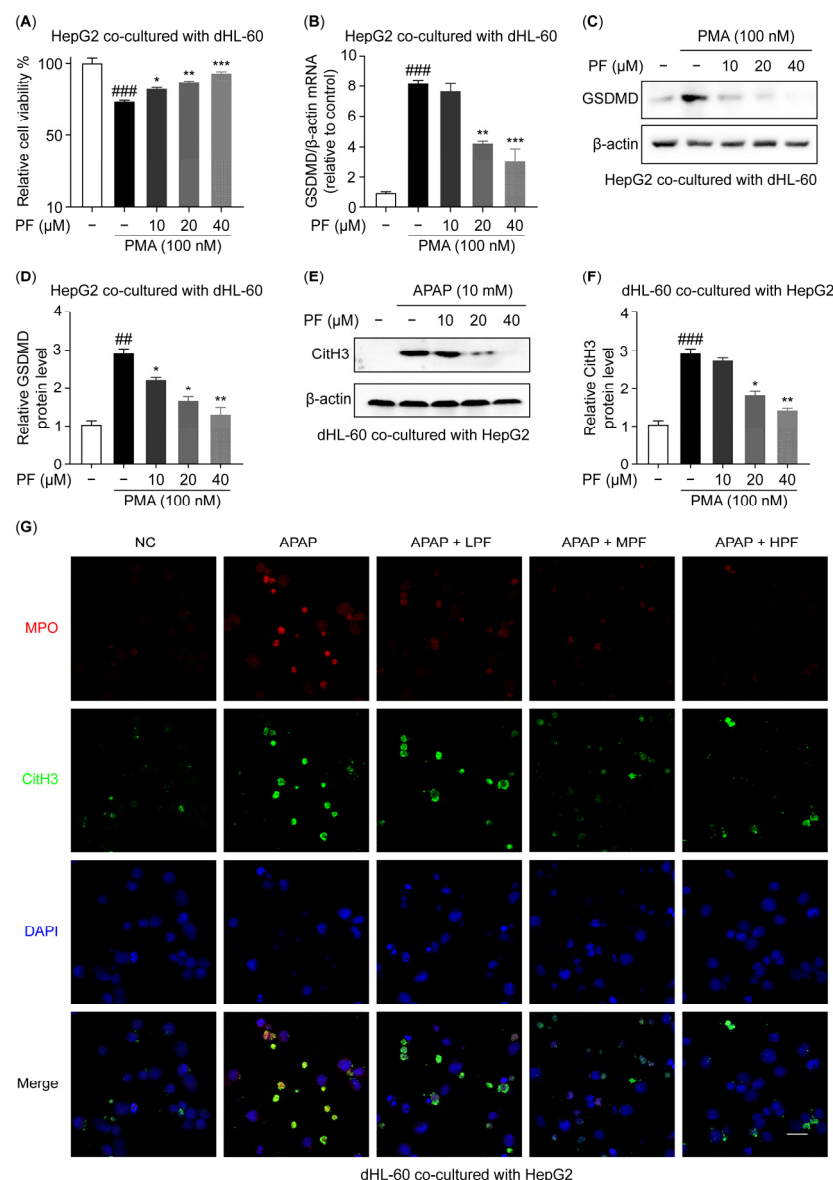 (A)
HepG2 co-cultured with dHL-60
Relative cell viability %
100
50
10
###
*
**
***
PF (μM)
–
–
10
20
40
PMA (100 nM)
(B)
HepG2 co-cultured with dHL-60
GSDMD/β-actin mRNA
(relative to control)
10
8
6
4
2
0
###
**
***
PF (μM)
–
–
10
20
40
PMA (100 nM)
(C)
PMA (100 nM)
PF (μM)
–
–
10
20
40
GSDMD
β-actin
HepG2 co-cultured with dHL-60
(D)
HepG2 co-cultured with dHL-60
Relative GSDMD
protein level
4
3
2
1
0
##
*
*
**
PF (μM)
–
–
10
20
40
PMA (100 nM)
(E)
APAP (10 mM)
PF (μM)
–
–
10
20
40
CitH3
β-actin
dHL-60 co-cultured with HepG2
(F)
dHL-60 co-cultured with HepG2
Relative CitH3
protein level
4
3
2
1
0
###
*
**
PF (μM)
–
–
10
20
40
PMA (100 nM)
(G)
NC
APAP
APAP + LPF
APAP + MPF
APAP + HPF
MPO
CitH3
DAPI
Merge
dHL-60 co-cultured with HepG2